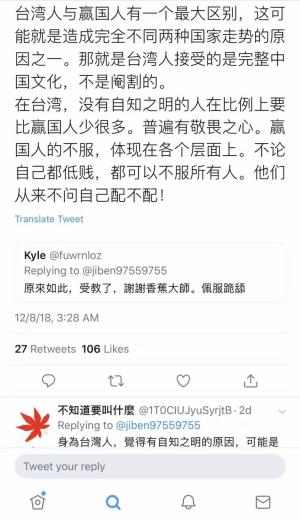 台湾人与赢国人有一个最大区别，这可
能就是造成完全不同两种国家走势的原
因之一。那就是台湾人接受的是完整中
国文化，不是阉割的。
在台湾，没有自知之明的人在比例上要
比赢国人少很多。普遍有敬畏之心。赢
国人的不服，体现在各个层面上。不论
自己都低贱，都可以不服所有人。他们
从来不问自己配不配！
Translate Tweet
Kyle @fuwrnloz
Replying to @jiben97559755
原來如此，受教了，謝謝香蕉大師。佩服跪舔
12/8/18, 3:28 AM
27 Retweets 106 Likes
不知道要叫什麼 @1T0ClUJyuSyrjtB · 2d
Replying to @jiben97559755
身為台灣人，覺得有自知之明的原因，可能是
Tweet your reply